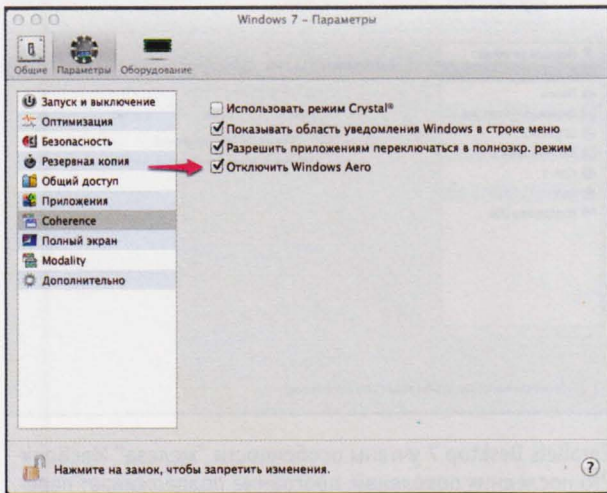 Windows 7 – Параметры
Общие Параметры Оборудование
Запуск и выключение
Оптимизация
Безопасность
Резервная копия
Общий доступ
Приложения
Coherence
Полный экран
Modality
Дополнительно
Использовать режим Crystal®
Показывать область уведомления Windows в строке меню
Разрешить приложениям переключаться в полноэкр. режим
Отключить Windows Aero
Нажмите на замок, чтобы запретить изменения.
?